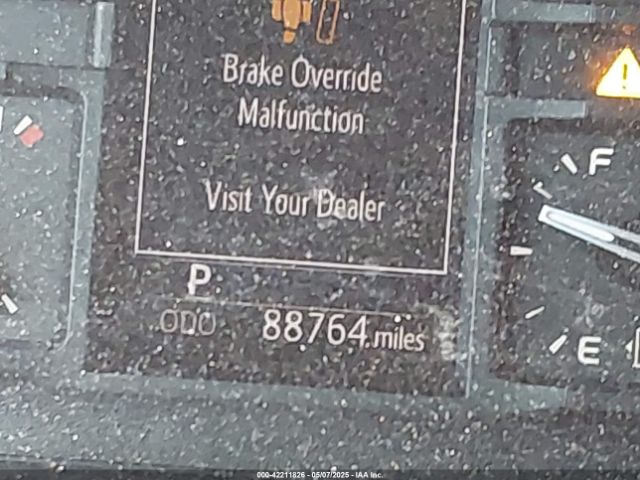 Brake Override
Malfunction
Visit Your Dealer
F
P
ODO 88764 miles
E
000-42211826 - 05/07/2025 - IAA Inc.